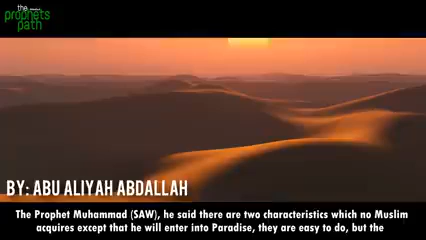 the
prophets
path
BY: ABU ALIYAH ABDALLAH
The Prophet Muhammad (SAW), he said there are two characteristics which no Muslim
acquires except that he will enter into Paradise, they are easy to do, but the